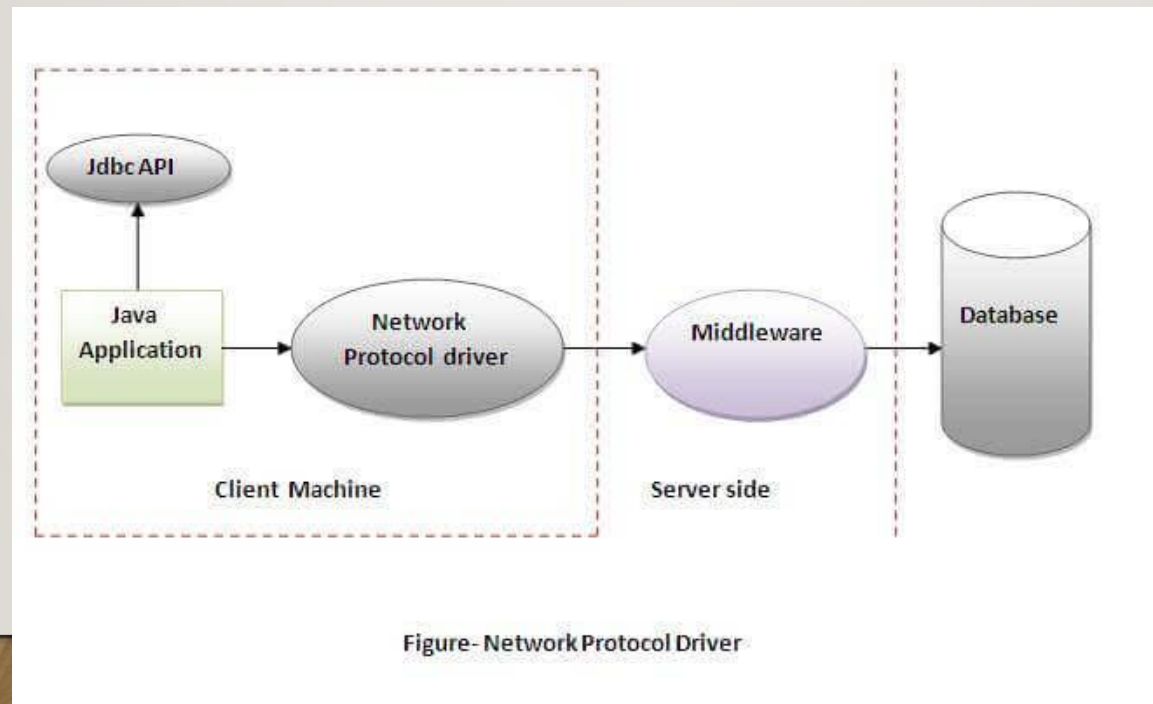 Jdbc API
Java
Application
Network
Protocol driver
Middleware
Database
Client Machine
Server side
Figure- Network Protocol Driver